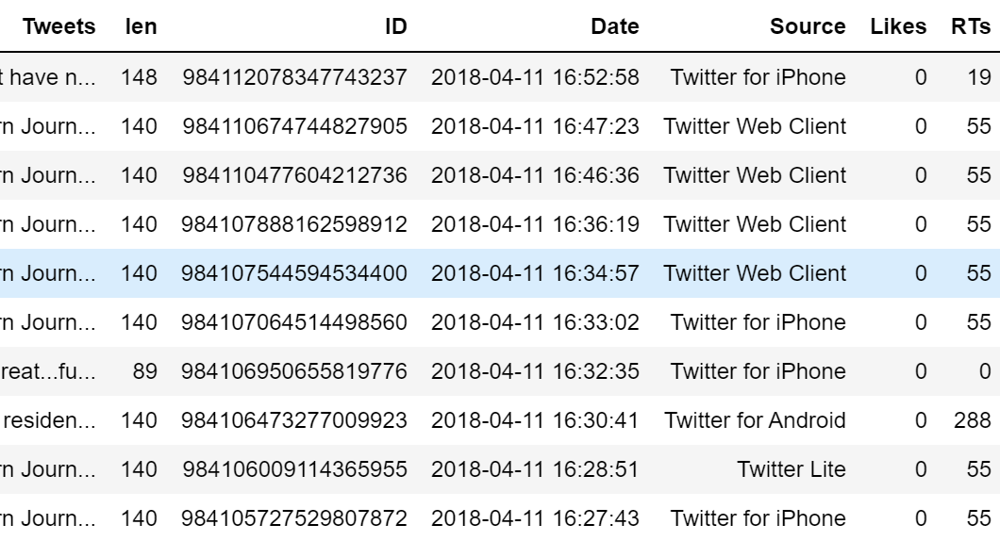 Tweets len ID Date Source Likes RTs
t have n... 148 984112078347743237 2018-04-11 16:52:58 Twitter for iPhone 0 19
rn Journ... 140 984110674744827905 2018-04-11 16:47:23 Twitter Web Client 0 55
rn Journ... 140 984110477604212736 2018-04-11 16:46:36 Twitter Web Client 0 55
rn Journ... 140 984107888162598912 2018-04-11 16:36:19 Twitter Web Client 0 55
rn Journ... 140 984107544594534400 2018-04-11 16:34:57 Twitter Web Client 0 55
rn Journ... 140 984107064514498560 2018-04-11 16:33:02 Twitter for iPhone 0 55
reat...fu... 89 984106950655819776 2018-04-11 16:32:35 Twitter for iPhone 0 0
residen... 140 984106473277009923 2018-04-11 16:30:41 Twitter for Android 0 288
rn Journ... 140 984106009114365955 2018-04-11 16:28:51 Twitter Lite 0 55
rn Journ... 140 984105727529807872 2018-04-11 16:27:43 Twitter for iPhone 0 55